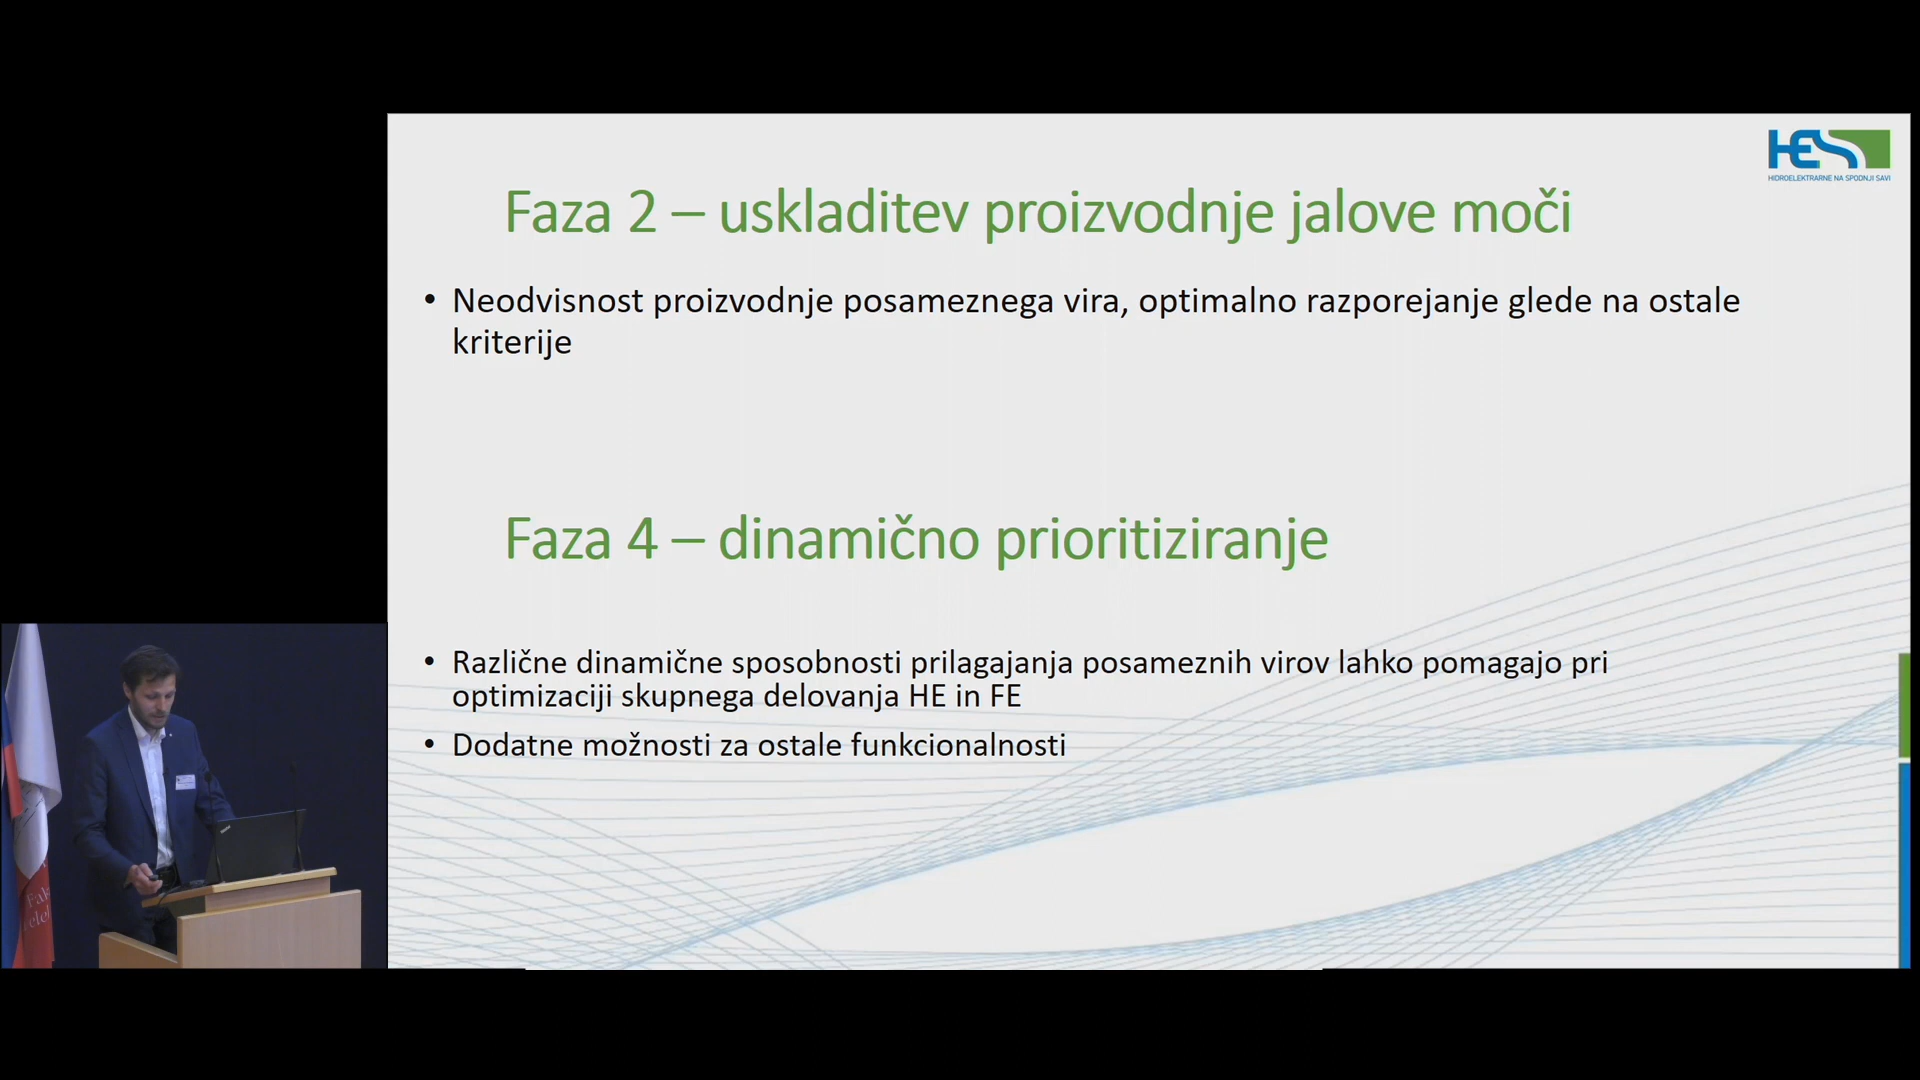 HESS
HIDROELEKTRARNE NA SPODNJI SAVI
Faza 2 – uskladitev proizvodnje jalove moči
• Neodvisnost proizvodnje posameznega vira, optimalno razporejanje glede na ostale
kriterije
Faza 4 – dinamično prioritiziranje
• Različne dinamične sposobnosti prilagajanja posameznih virov lahko pomagajo pri
optimizaciji skupnega delovanja HE in FE
• Dodatne možnosti za ostale funkcionalnosti